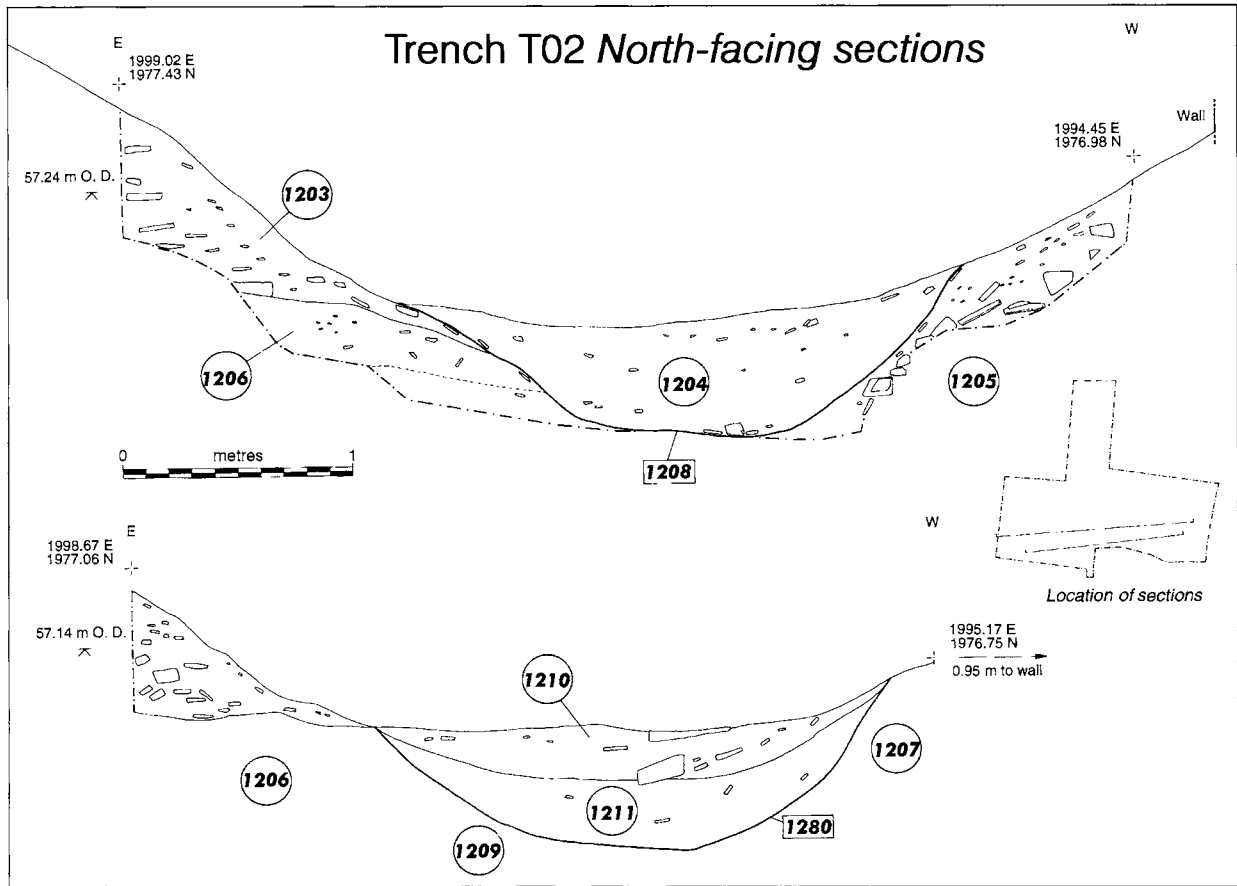 Trench T02 North-facing sections
E
1999.02 E
1977.43 N
W
Wall
1994.45 E
1976.98 N
57.24 m O. D.
1203
1206
1204
1205
0 metres 1
1208
E
1998.67 E
1977.06 N
W
Location of sections
57.14 m O. D.
1995.17 E
1976.75 N
0.95 m to wall
1210
1206
1207
1211
1280
1209